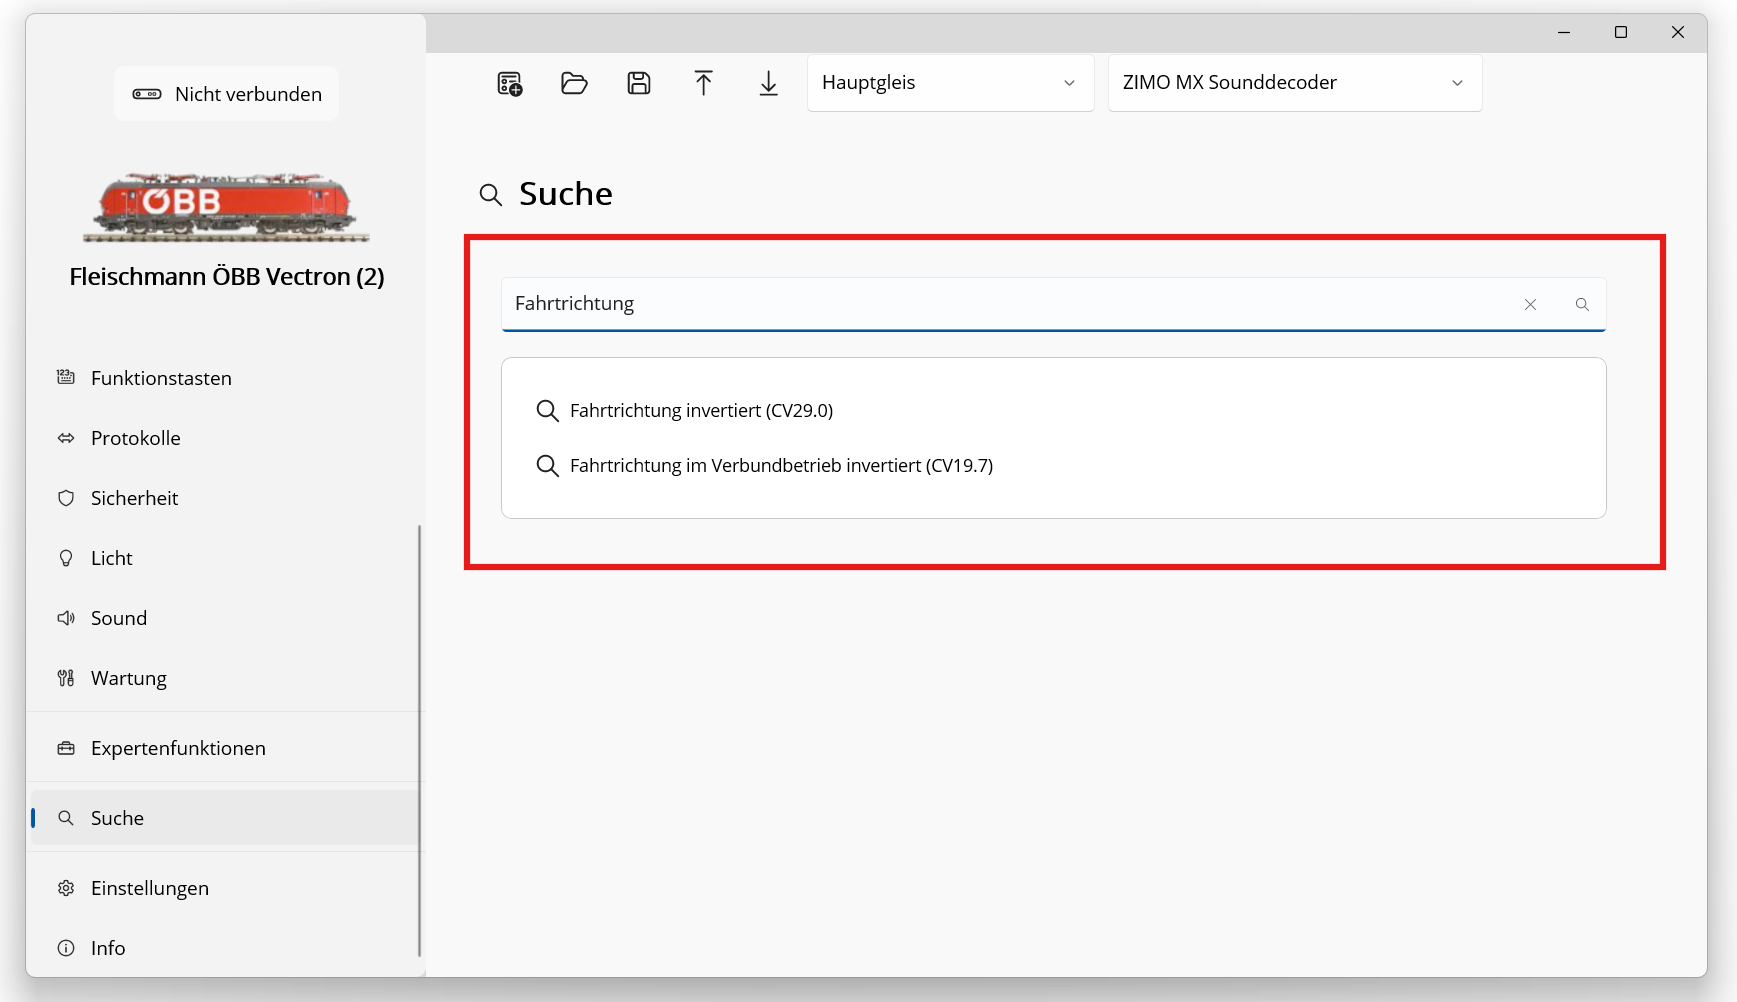 Nicht verbunden
ÖBB
Fleischmann ÖBB Vectron (2)
Funktionstasten
Protokolle
Sicherheit
Licht
Sound
Wartung
Expertenfunktionen
Suche
Einstellungen
Info
Hauptgleis
ZIMO MX Sounddecoder
Suche
Fahrtrichtung
Fahrtrichtung invertiert (CV29.0)
Fahrtrichtung im Verbundbetrieb invertiert (CV19.7)